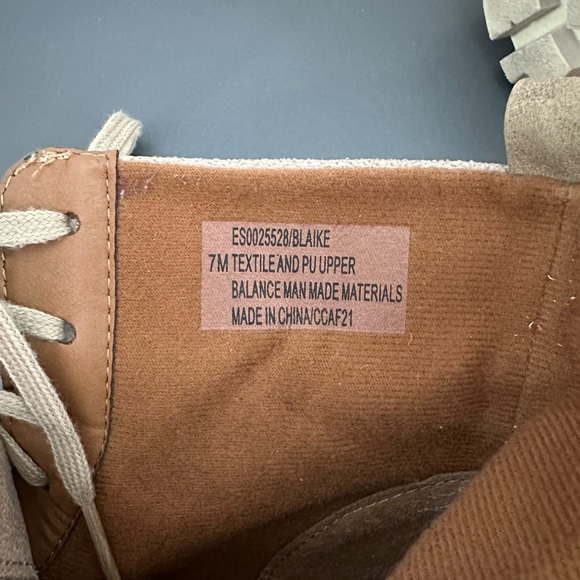 ES0025528/BLAIKE
7M TEXTILE AND PU UPPER
BALANCE MAN MADE MATERIALS
MADE IN CHINA/CCAF21